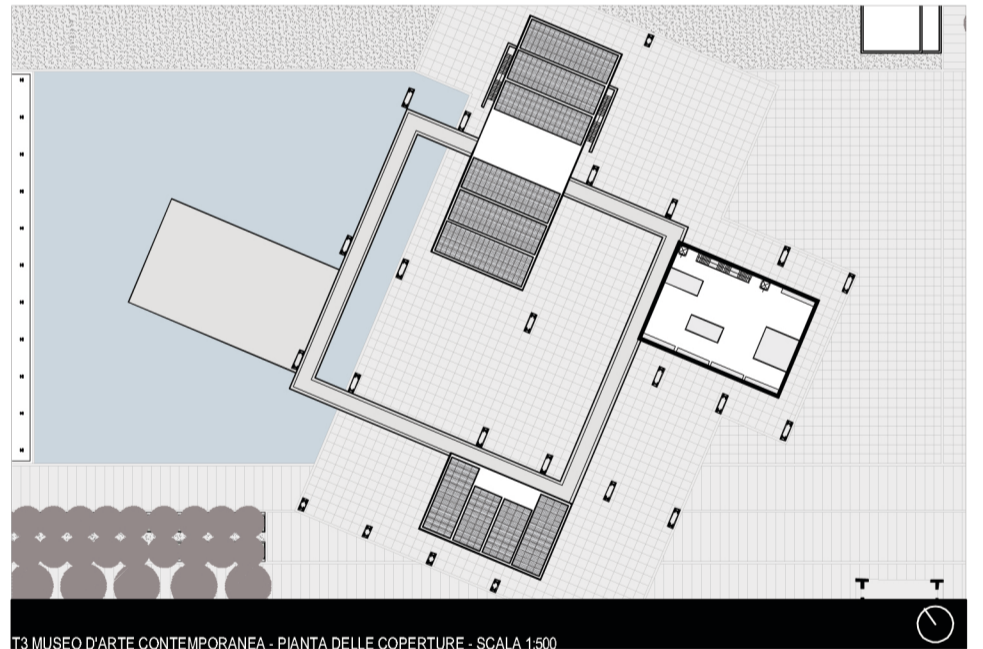 T3 MUSEO D'ARTE CONTEMPORANEA - PIANTA DELLE COPERTURE - SCALA 1:500